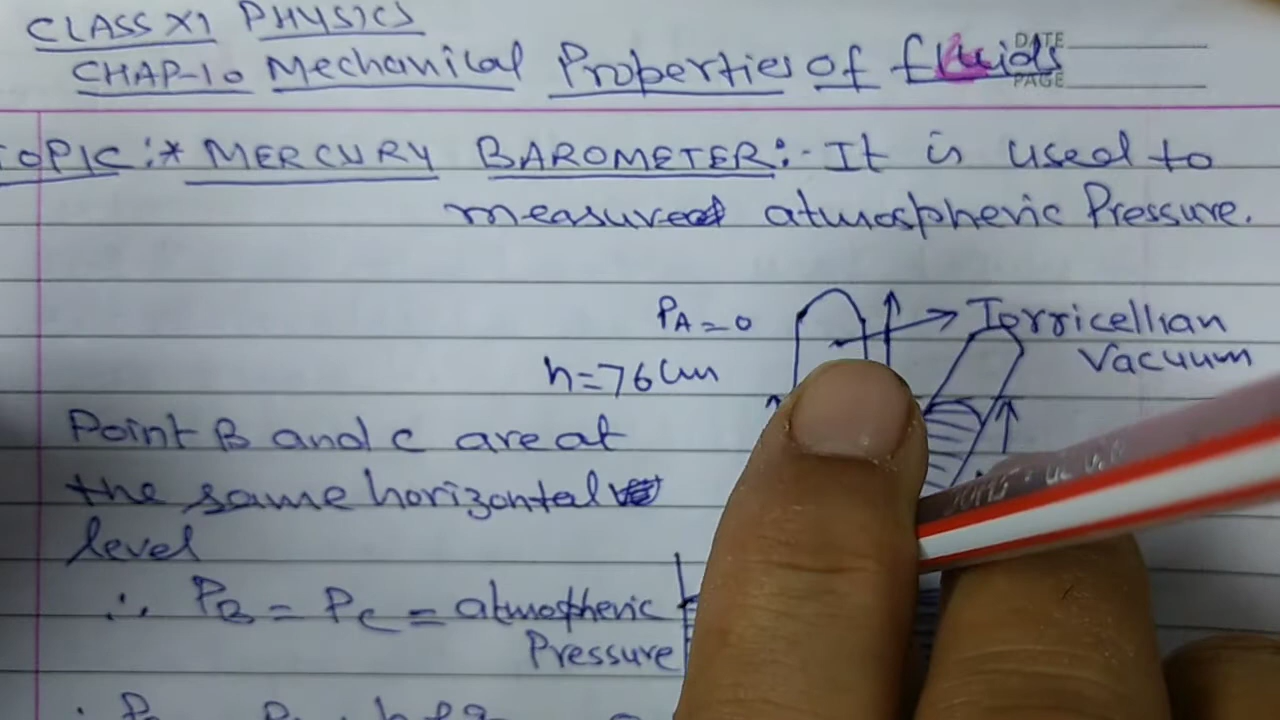 CLASS XI PHYSICS
CHAP-10 Mechanical Properties of fluids
DATE
PAGE
TOPIC:* MERCURY BAROMETER:- It is used to
measure atmospheric Pressure.
PA = 0
Torricellian
Vacuum
h=76 cm
Point B and C are at
the same horizontal
level
∴ PB = PC = atmospheric
Pressure